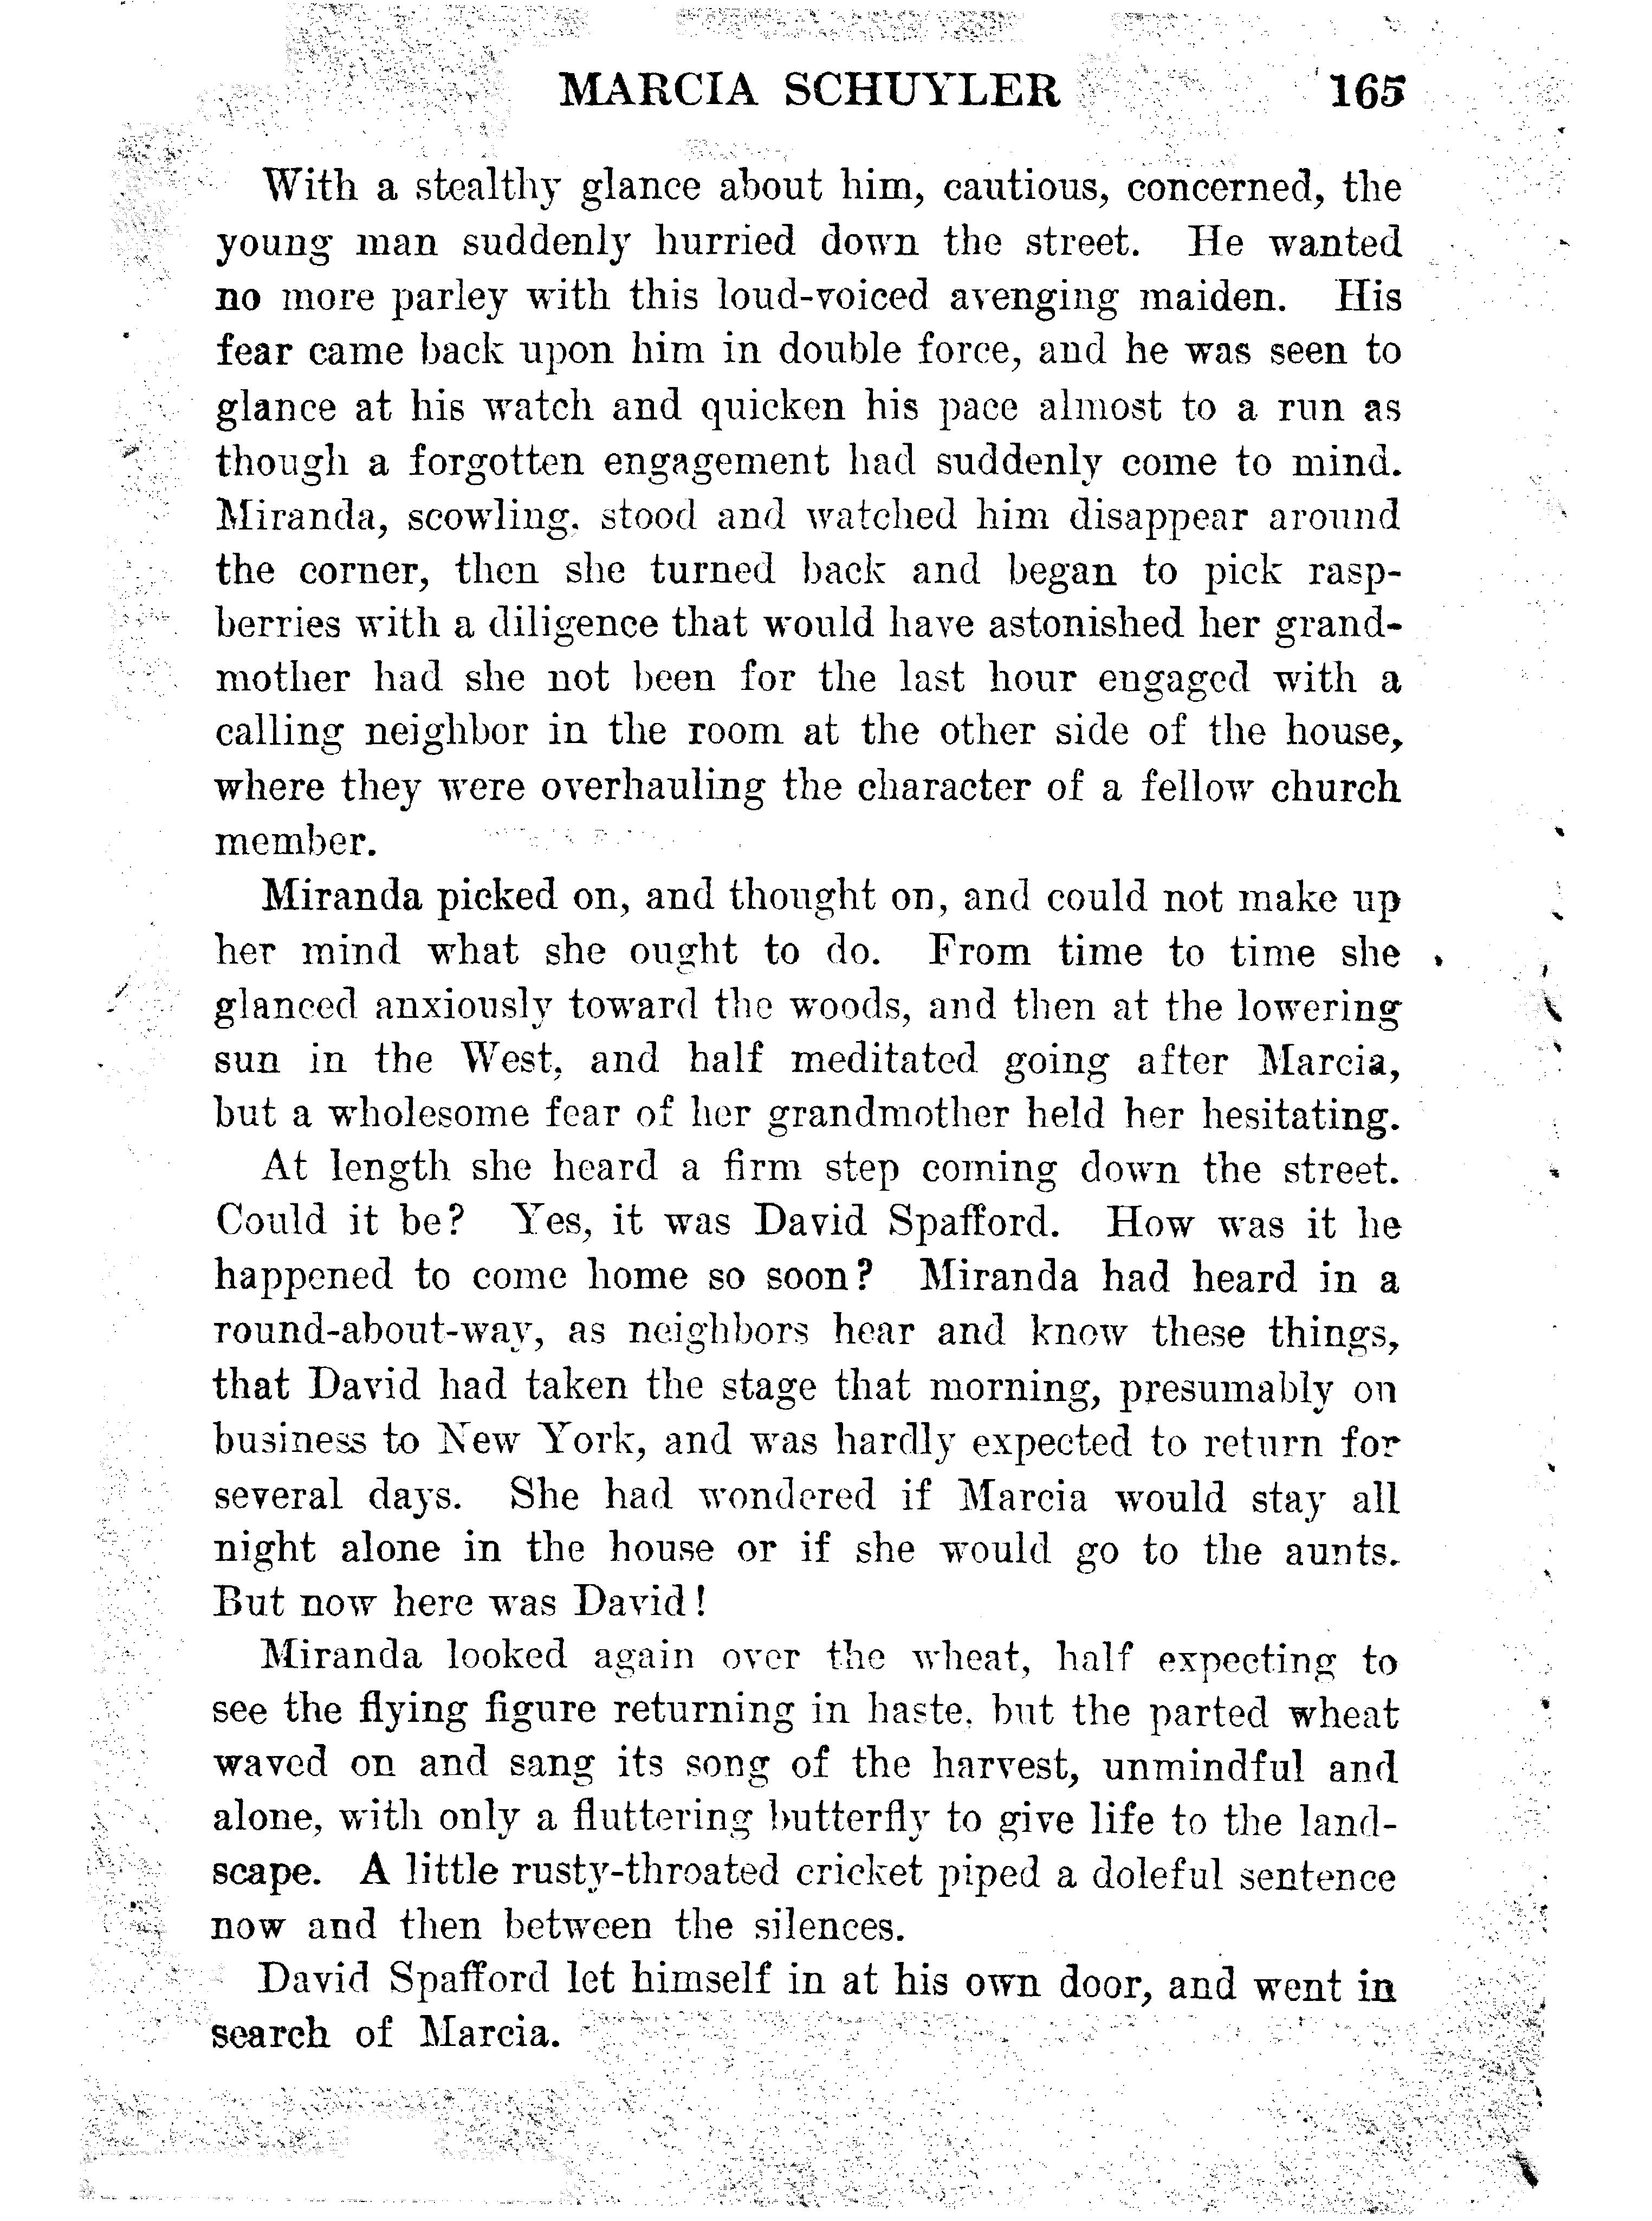 MARCIA SCHUYLER 165
With a stealthy glance about him, cautious, concerned, the
young man suddenly hurried down the street. He wanted
no more parley with this loud-voiced avenging maiden. His
fear came back upon him in double force, and he was seen to
glance at his watch and quicken his pace almost to a run as
though a forgotten engagement had suddenly come to mind.
Miranda, scowling, stood and watched him disappear around
the corner, then she turned back and began to pick rasp-
berries with a diligence that would have astonished her grand-
mother had she not been for the last hour engaged with a
calling neighbor in the room at the other side of the house,
where they were overhauling the character of a fellow church
member.
Miranda picked on, and thought on, and could not make up
her mind what she ought to do. From time to time she
glanced anxiously toward the woods, and then at the lowering
sun in the West, and half meditated going after Marcia,
but a wholesome fear of her grandmother held her hesitating.
At length she heard a firm step coming down the street.
Could it be? Yes, it was David Spafford. How was it he
happened to come home so soon? Miranda had heard in a
round-about-way, as neighbors hear and know these things,
that David had taken the stage that morning, presumably on
business to New York, and was hardly expected to return for
several days. She had wondered if Marcia would stay all
night alone in the house or if she would go to the aunts.
But now here was David!
Miranda looked again over the wheat, half expecting to
see the flying figure returning in haste, but the parted wheat
waved on and sang its song of the harvest, unmindful and
alone, with only a fluttering butterfly to give life to the land-
scape. A little rusty-throated cricket piped a doleful sentence
now and then between the silences.
David Spafford let himself in at his own door, and went in
search of Marcia.